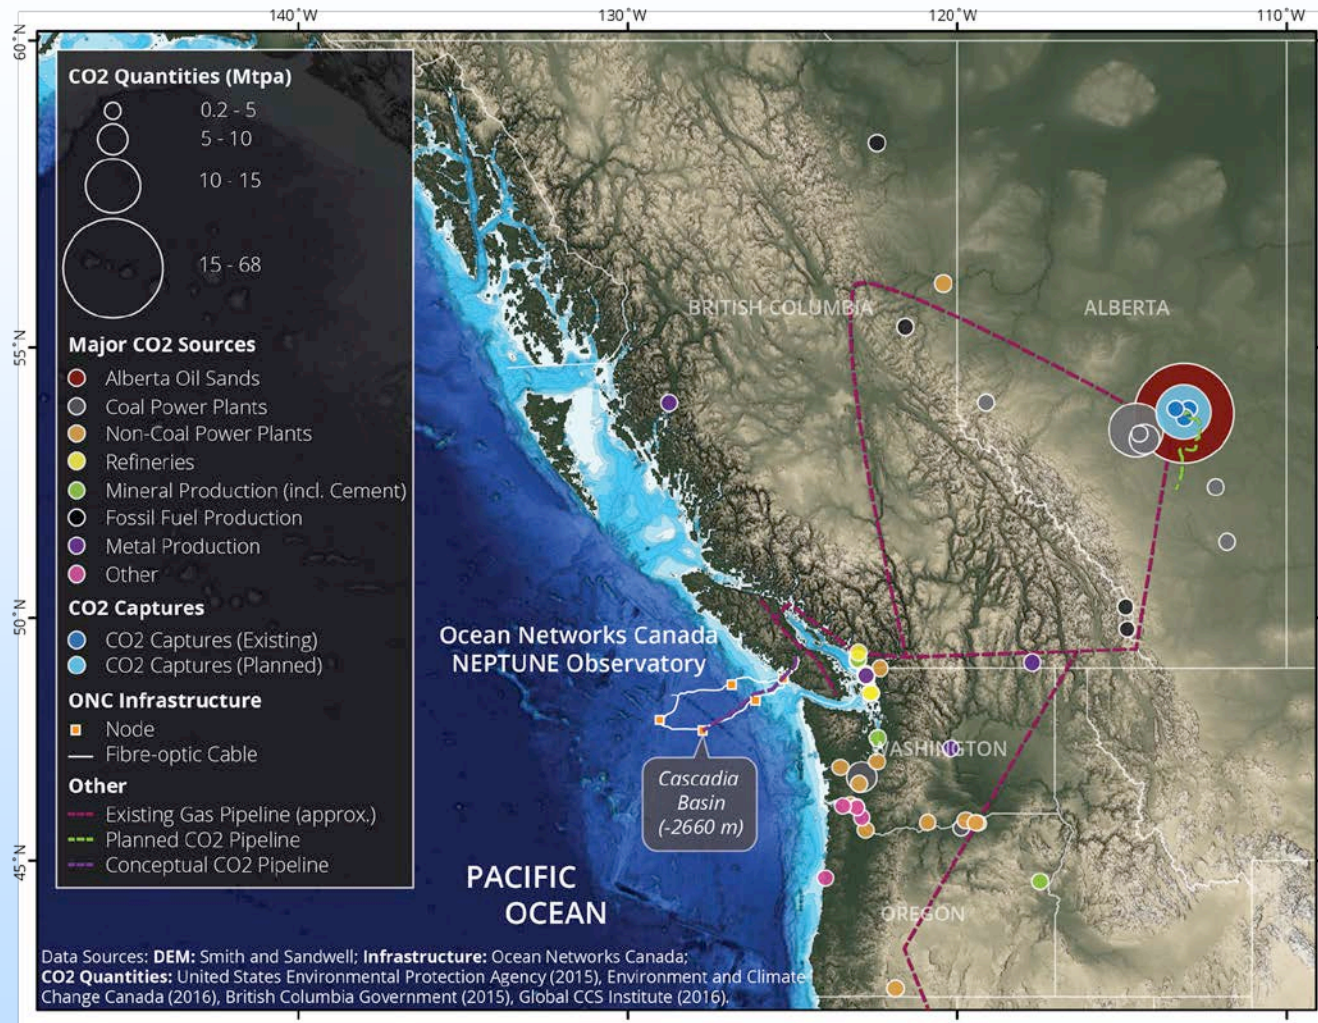 140°W
130°W
120°W
110°W
60°N
55°N
50°N
45°N
CO2 Quantities (Mtpa)
0.2 - 5
5 - 10
10 - 15
15 - 68
Major CO2 Sources
Alberta Oil Sands
Coal Power Plants
Non-Coal Power Plants
Refineries
Mineral Production (incl. Cement)
Fossil Fuel Production
Metal Production
Other
CO2 Captures
CO2 Captures (Existing)
CO2 Captures (Planned)
ONC Infrastructure
Node
Fibre-optic Cable
Other
Existing Gas Pipeline (approx.)
Planned CO2 Pipeline
Conceptual CO2 Pipeline
BRITISH COLUMBIA
ALBERTA
Ocean Networks Canada
NEPTUNE Observatory
WASHINGTON
Cascadia
Basin
(-2660 m)
PACIFIC
OCEAN
OREGON
Data Sources: DEM: Smith and Sandwell; Infrastructure: Ocean Networks Canada;
CO2 Quantities: United States Environmental Protection Agency (2015), Environment and Climate
Change Canada (2016), British Columbia Government (2015), Global CCS Institute (2016).